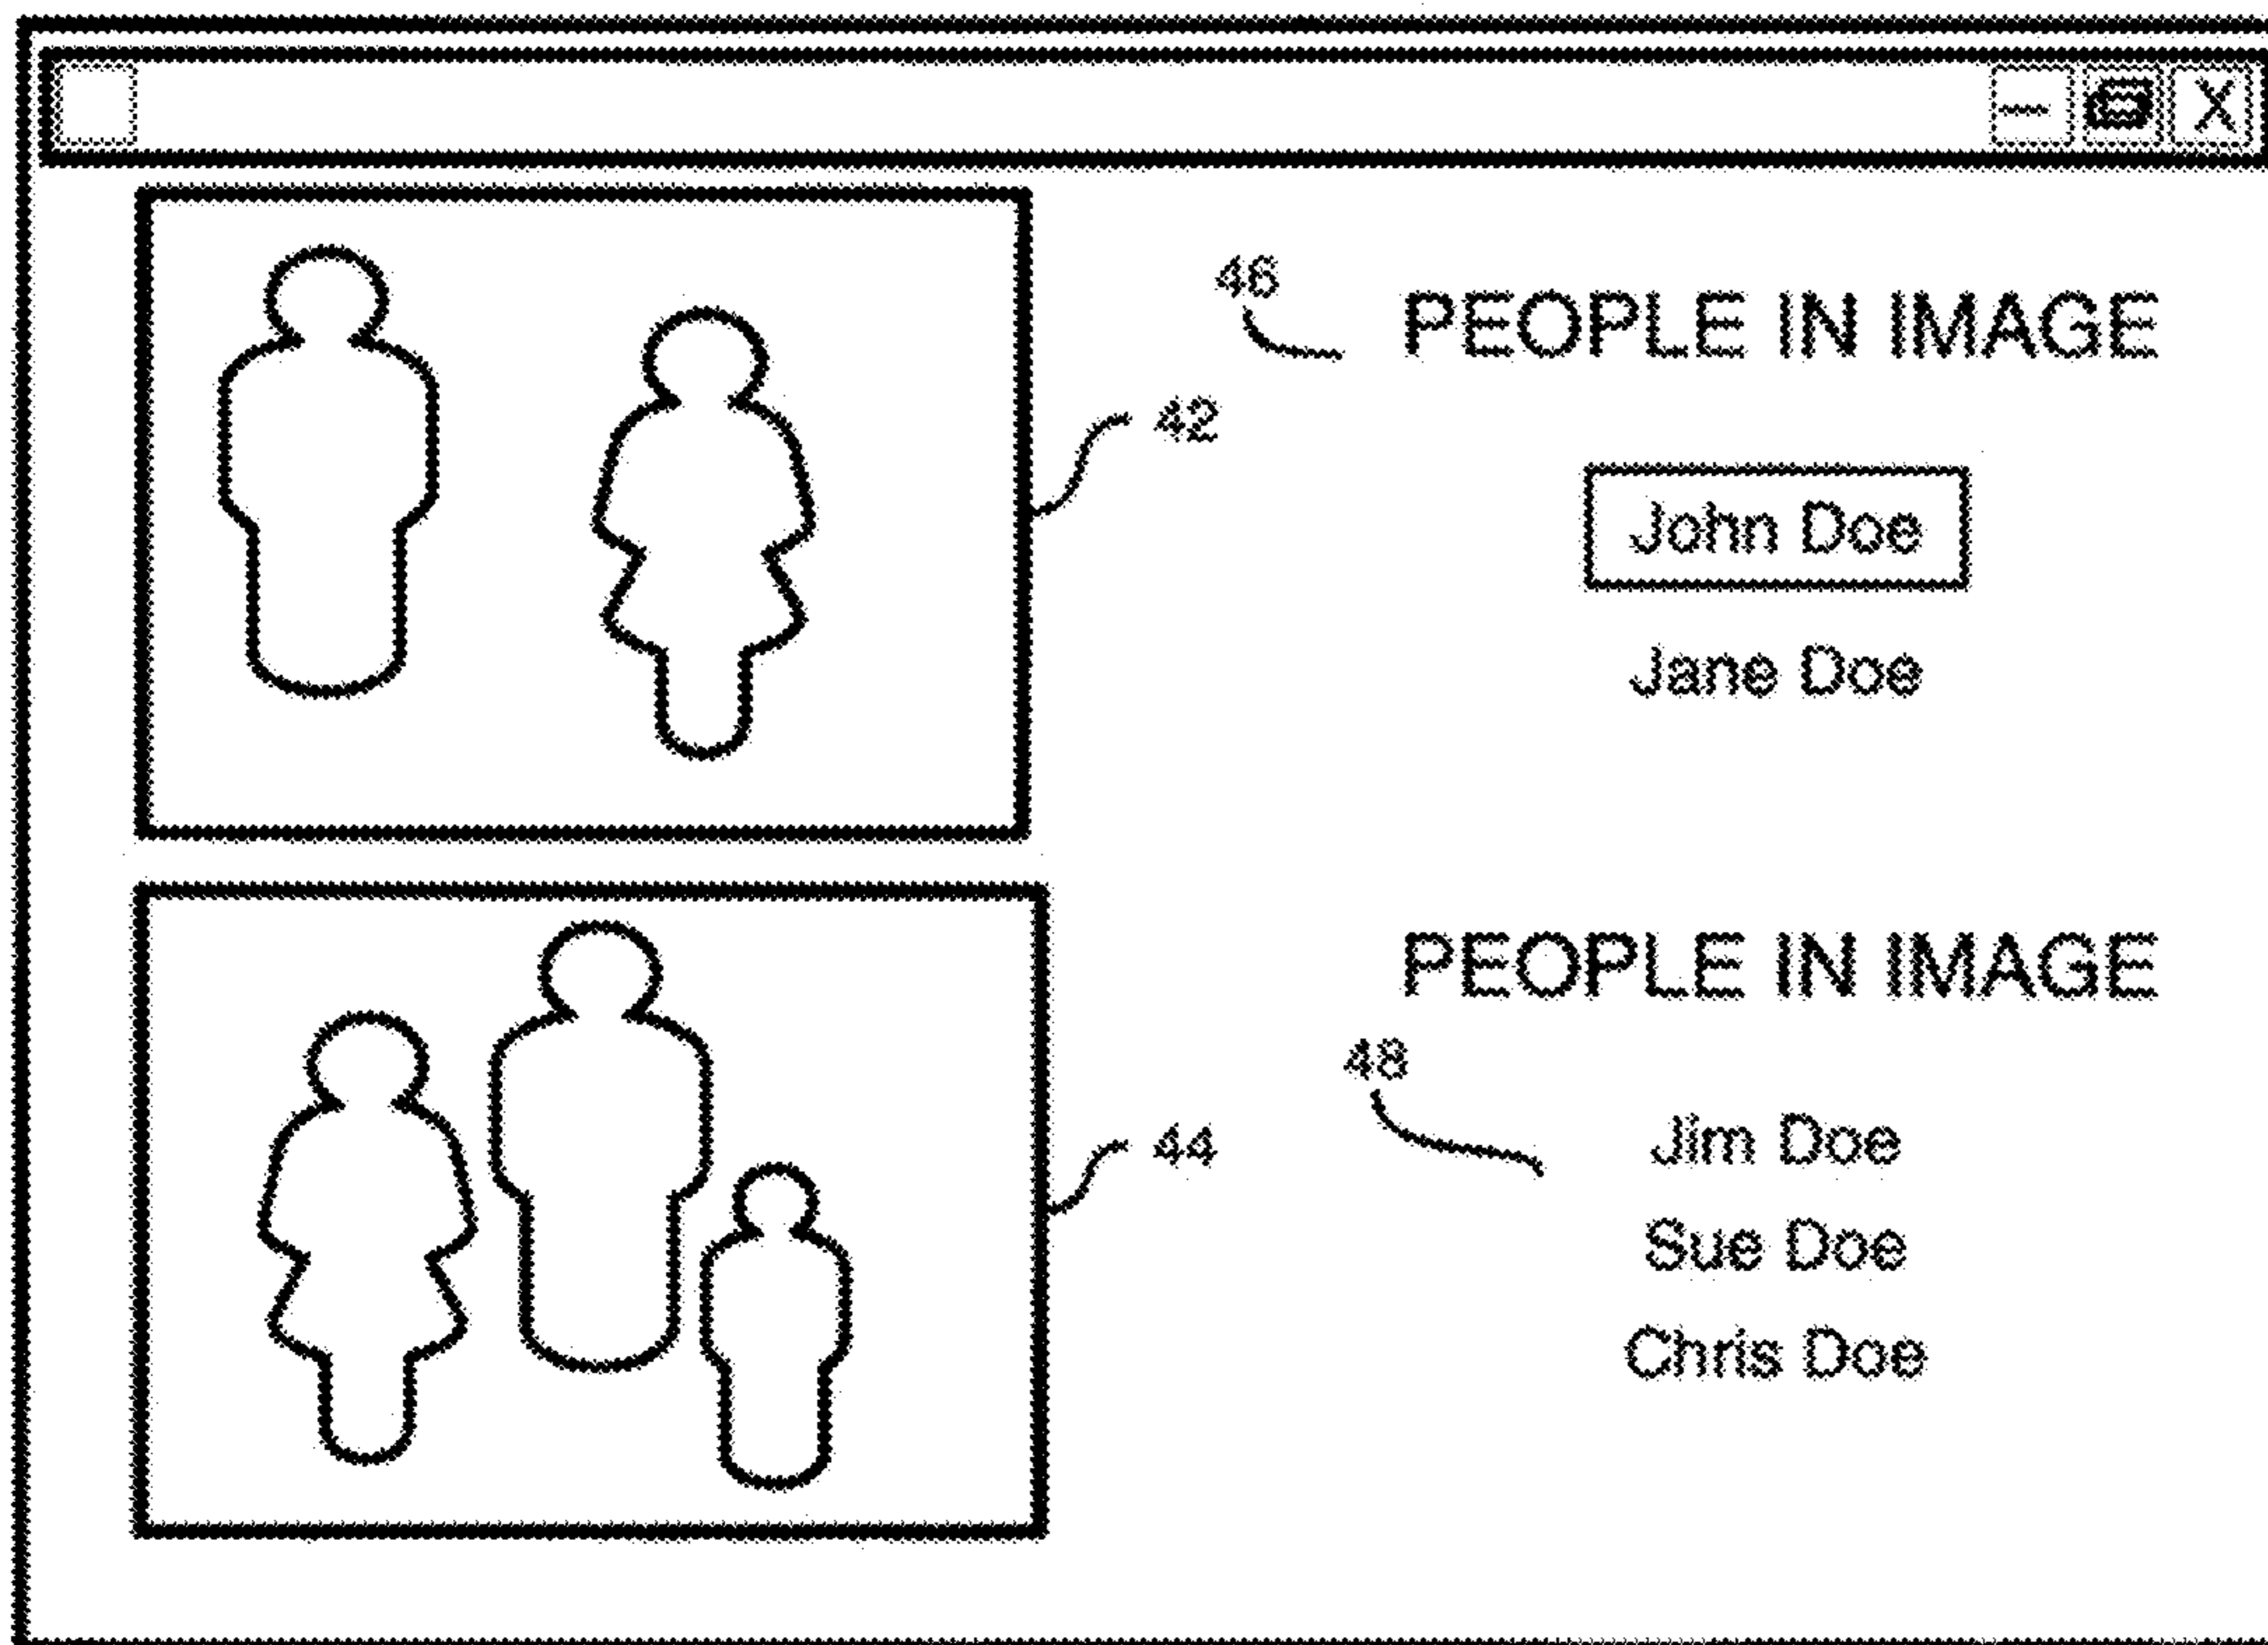 X
46
PEOPLE IN IMAGE
42
John Doe
Jane Doe
PEOPLE IN IMAGE
48
44
Jim Doe
Sue Doe
Chris Doe